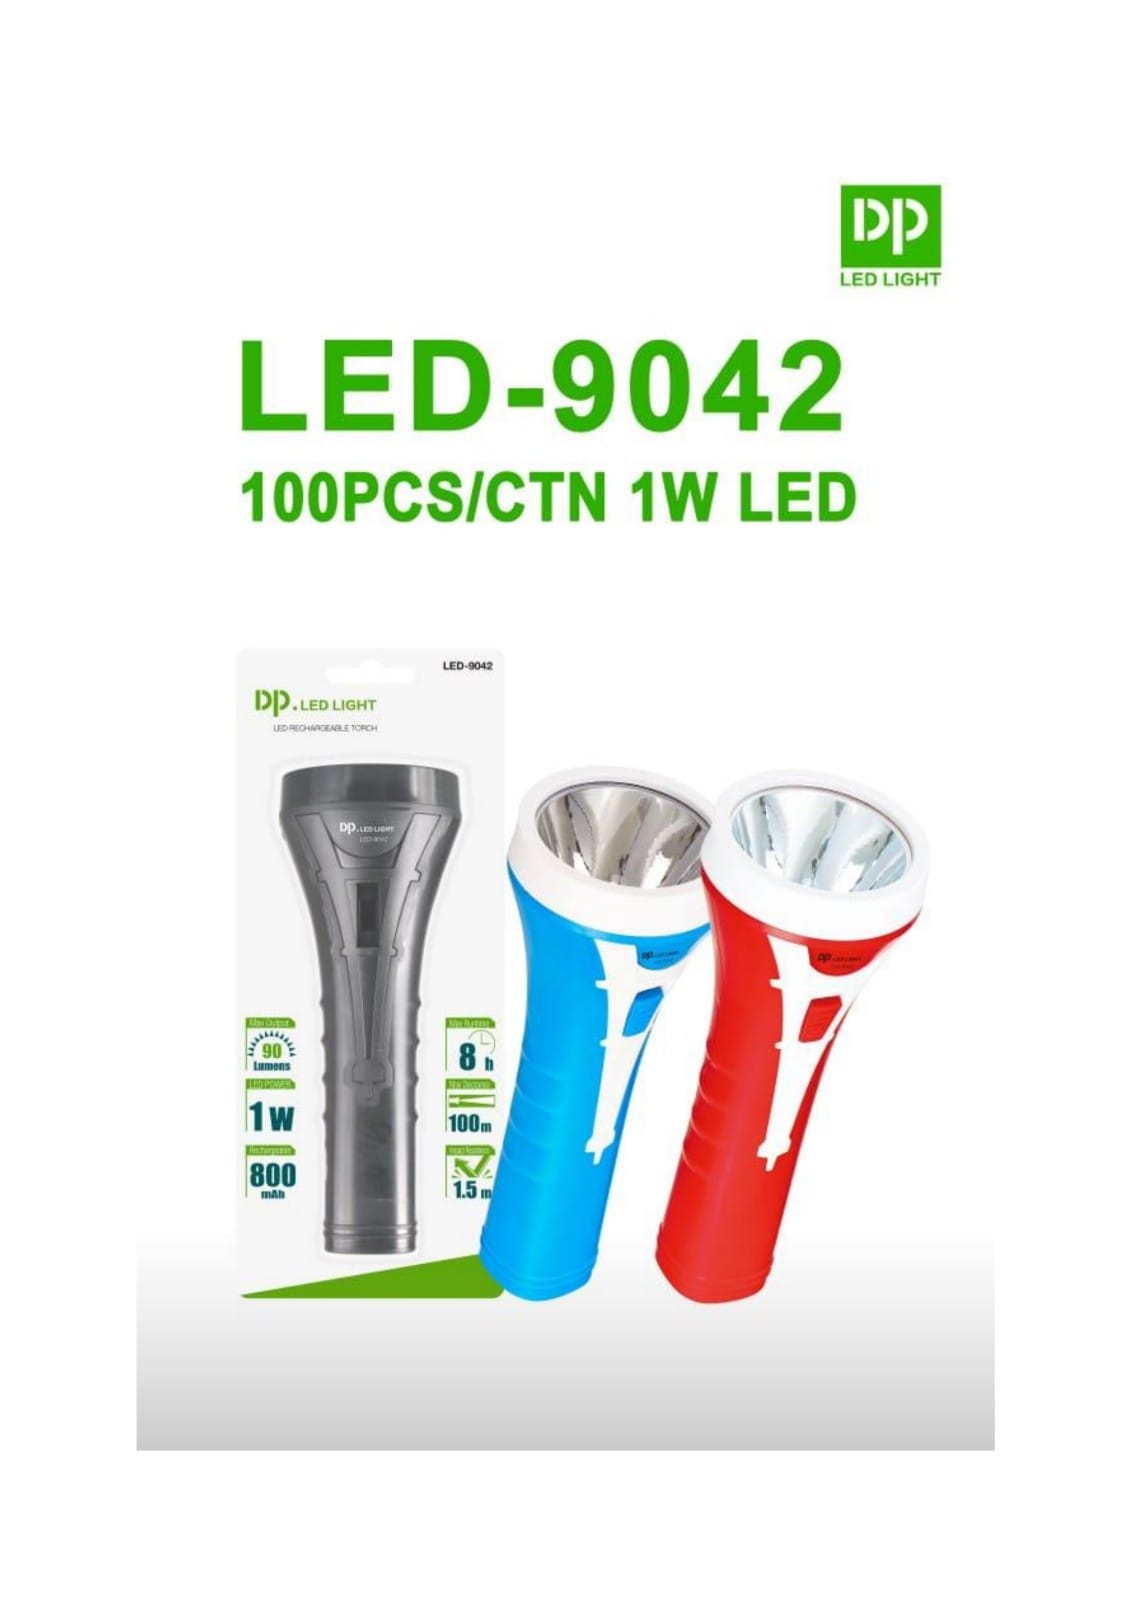 DP
LED LIGHT
LED-9042
100PCS/CTN 1W LED
LED-9042
DP.LED LIGHT
LED RECHARGEABLE TORCH
DP.LED LIGHT
LED-9042
Max Output
90
Lumens
LED POWER
1W
Rechargeable
800
mAh
Max Runtime
8 h
Max Distance
100m
Impact Resistance
1.5 m
DP.LED LIGHT
DP.LED LIGHT